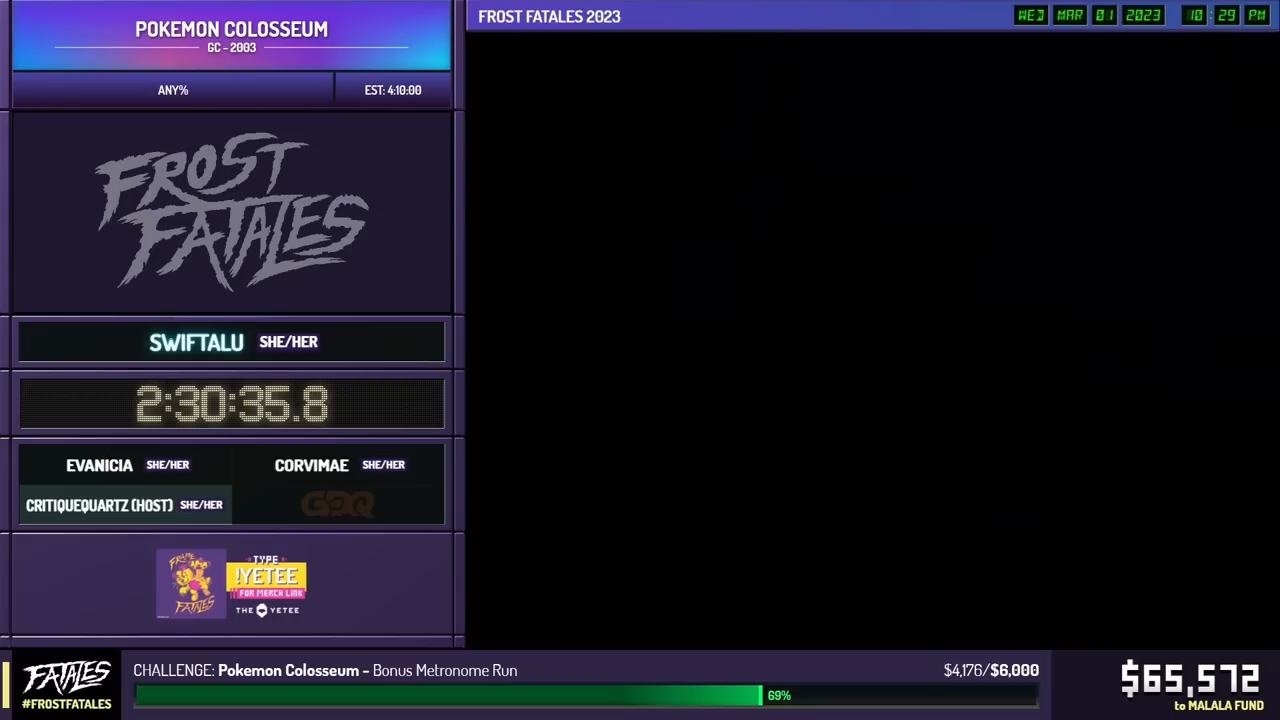 POKEMON COLOSSEUM
GC - 2003
ANY%
EST: 4:10:00
FROST FATALES 2023
WED MAR 01 2023 10:29 PM
FROST
FATALES
SWIFTALU SHE/HER
2:30:35.8
EVANICIA SHE/HER
CORVIMAE SHE/HER
CRITIQUEQUARTZ (HOST) SHE/HER
GDQ
FRAME
FATALES
TYPE
!YETEE
FOR MERCH LINK
THE YETEE
FATALES
#FROSTFATALES
CHALLENGE: Pokemon Colosseum - Bonus Metronome Run
$4,176/$6,000
69%
$65,572
to MALALA FUND